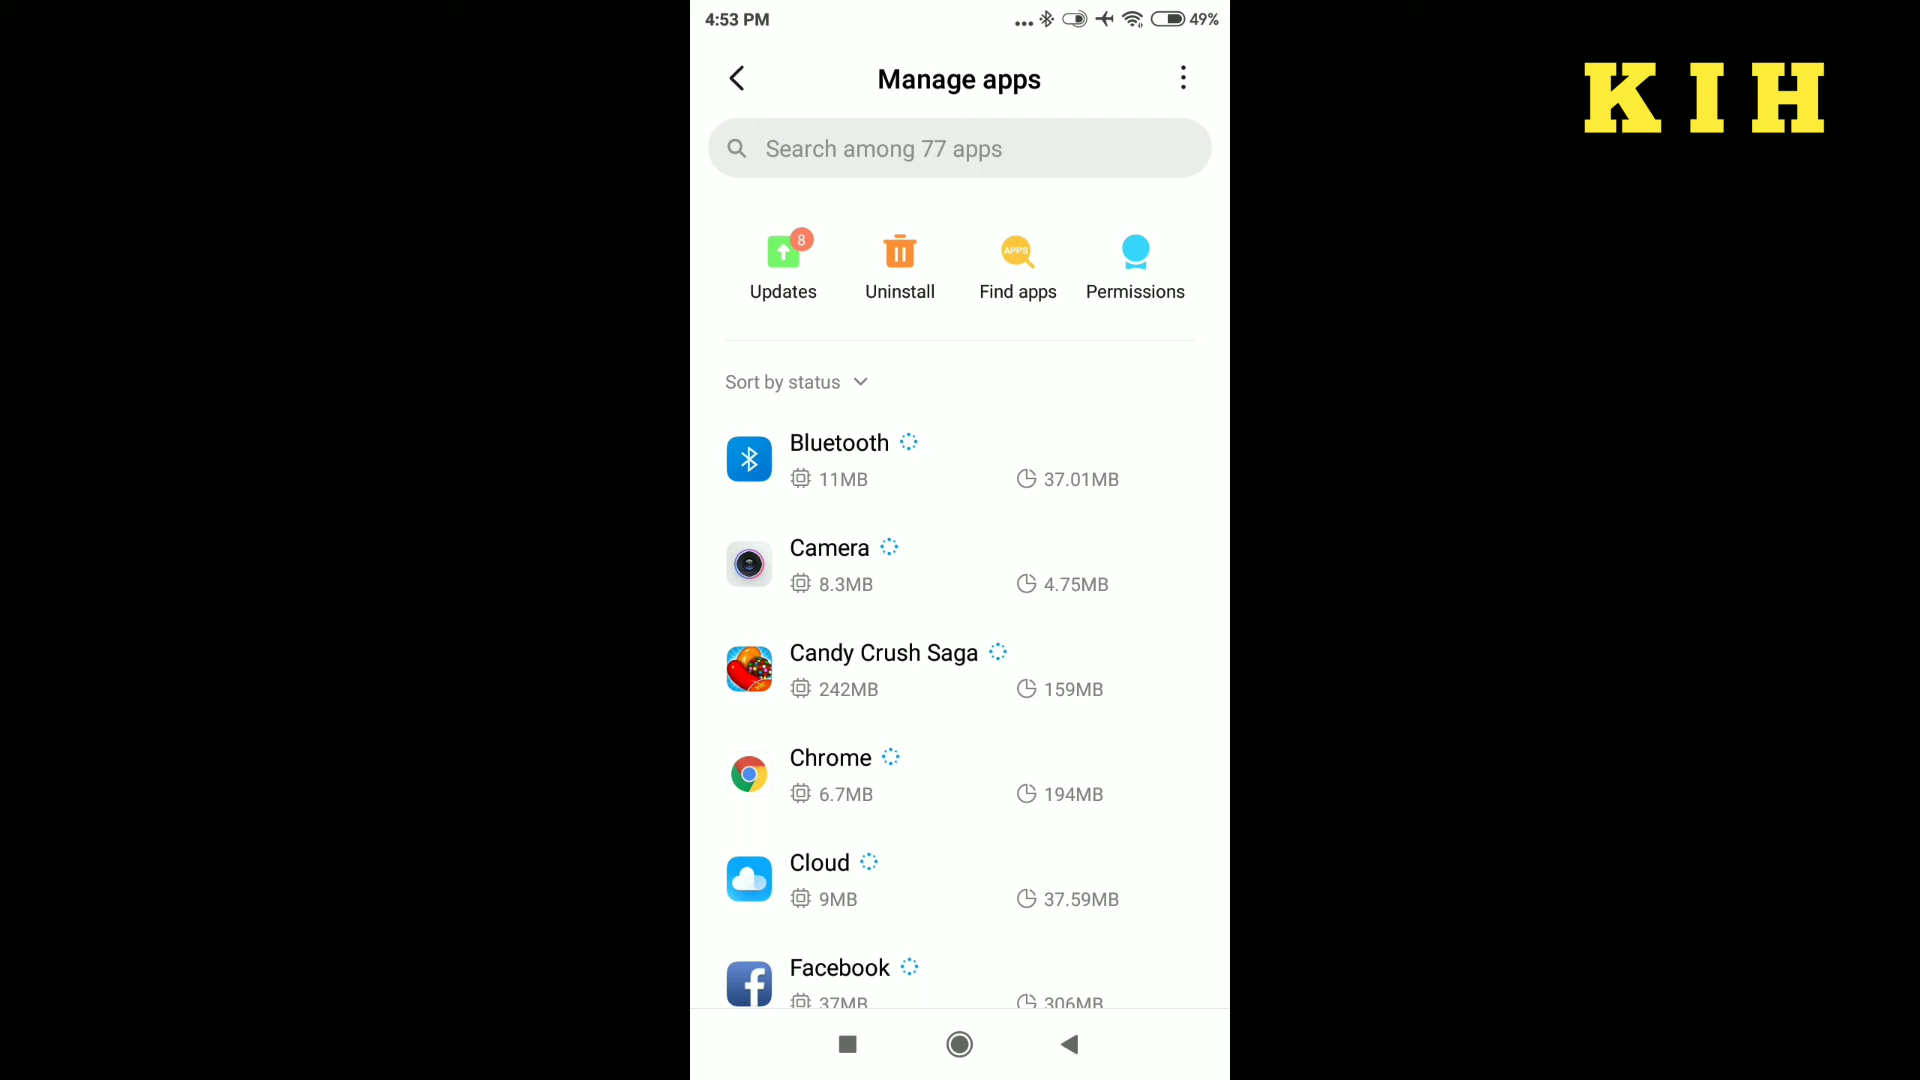 4:53 PM
49%
KIH
Manage apps
Search among 77 apps
8
APPS
Updates
Uninstall
Find apps
Permissions
Sort by status
Bluetooth
11MB
37.01MB
Camera
8.3MB
4.75MB
Candy Crush Saga
242MB
159MB
Chrome
6.7MB
194MB
Cloud
9MB
37.59MB
Facebook
37MB
306MB